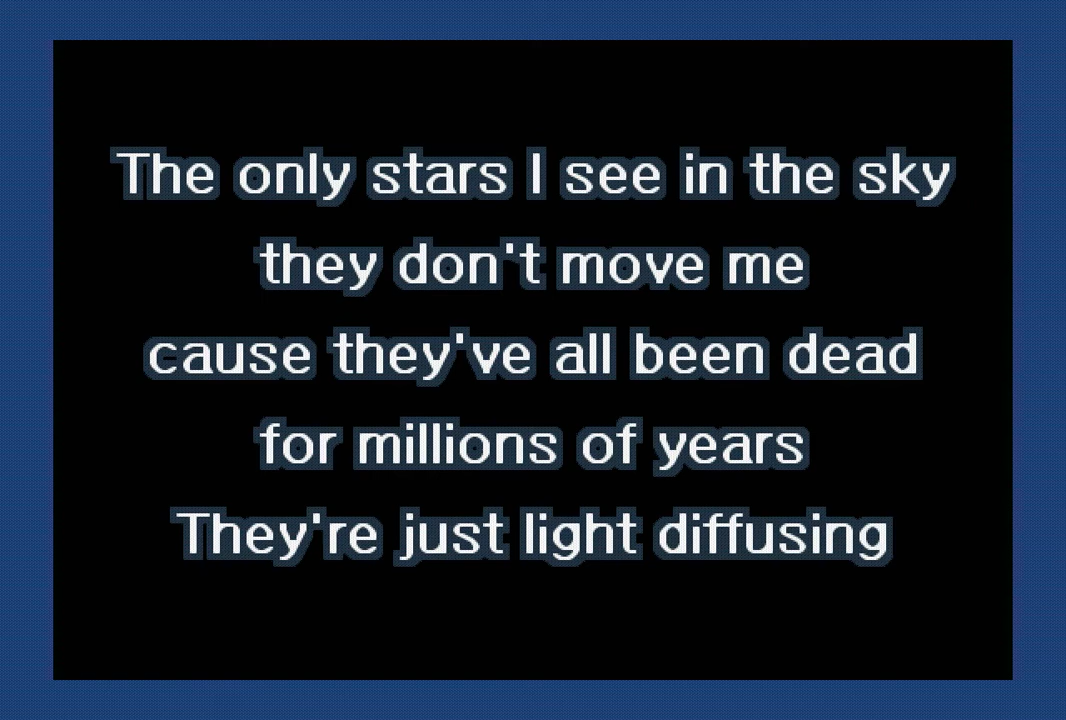 The only stars I see in the sky
they don't move me
cause they've all been dead
for millions of years
They're just light diffusing